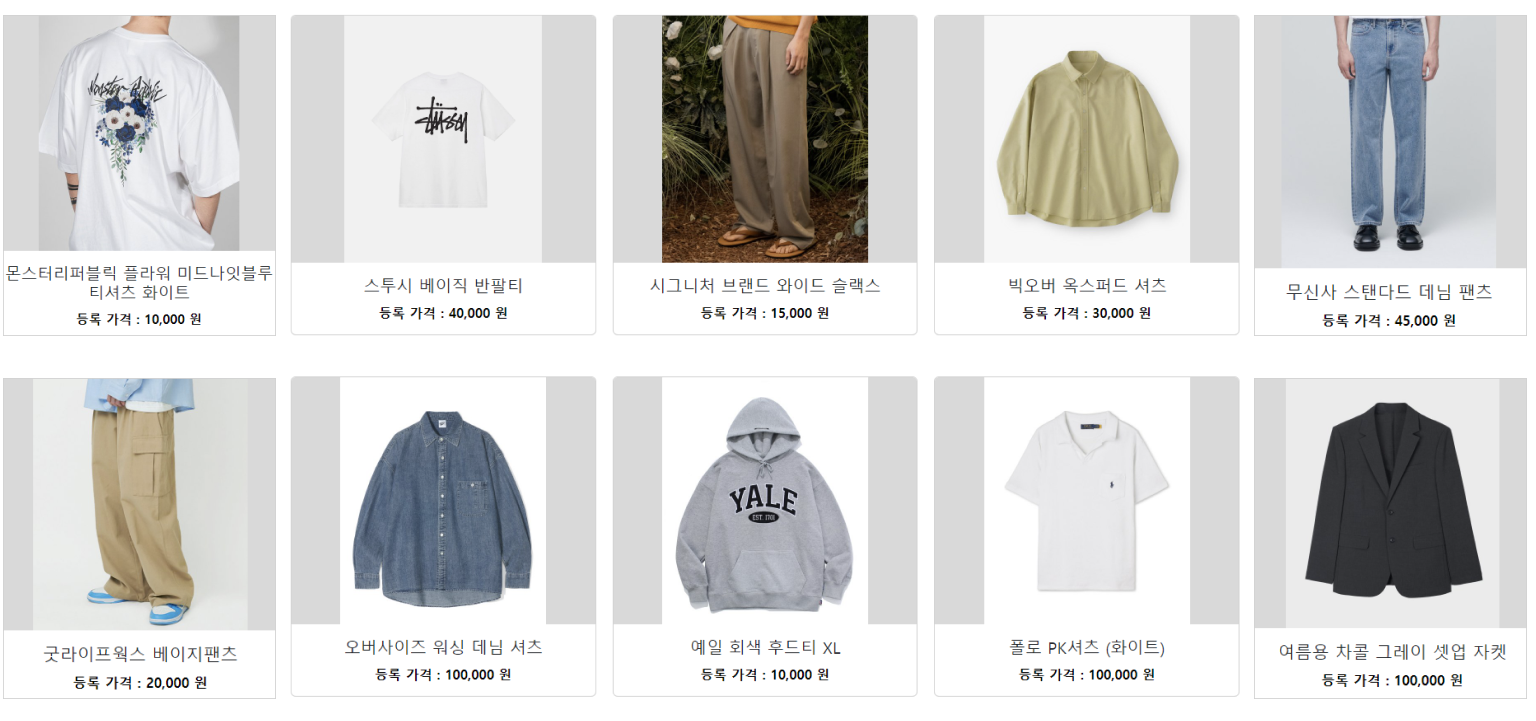 STÜSSY
몬스터리퍼블릭 플라워 미드나잇블루
티셔츠 화이트
등록 가격 : 10,000 원
스투시 베이직 반팔티
등록 가격 : 40,000 원
시그니처 브랜드 와이드 슬랙스
등록 가격 : 15,000 원
빅오버 옥스퍼드 셔츠
등록 가격 : 30,000 원
무신사 스탠다드 데님 팬츠
등록 가격 : 45,000 원
YALE
EST. 1701
굿라이프웍스 베이지팬츠
등록 가격 : 20,000 원
오버사이즈 워싱 데님 셔츠
등록 가격 : 100,000 원
예일 회색 후드티 XL
등록 가격 : 10,000 원
폴로 PK셔츠 (화이트)
등록 가격 : 100,000 원
여름용 차콜 그레이 셋업 자켓
등록 가격 : 100,000 원